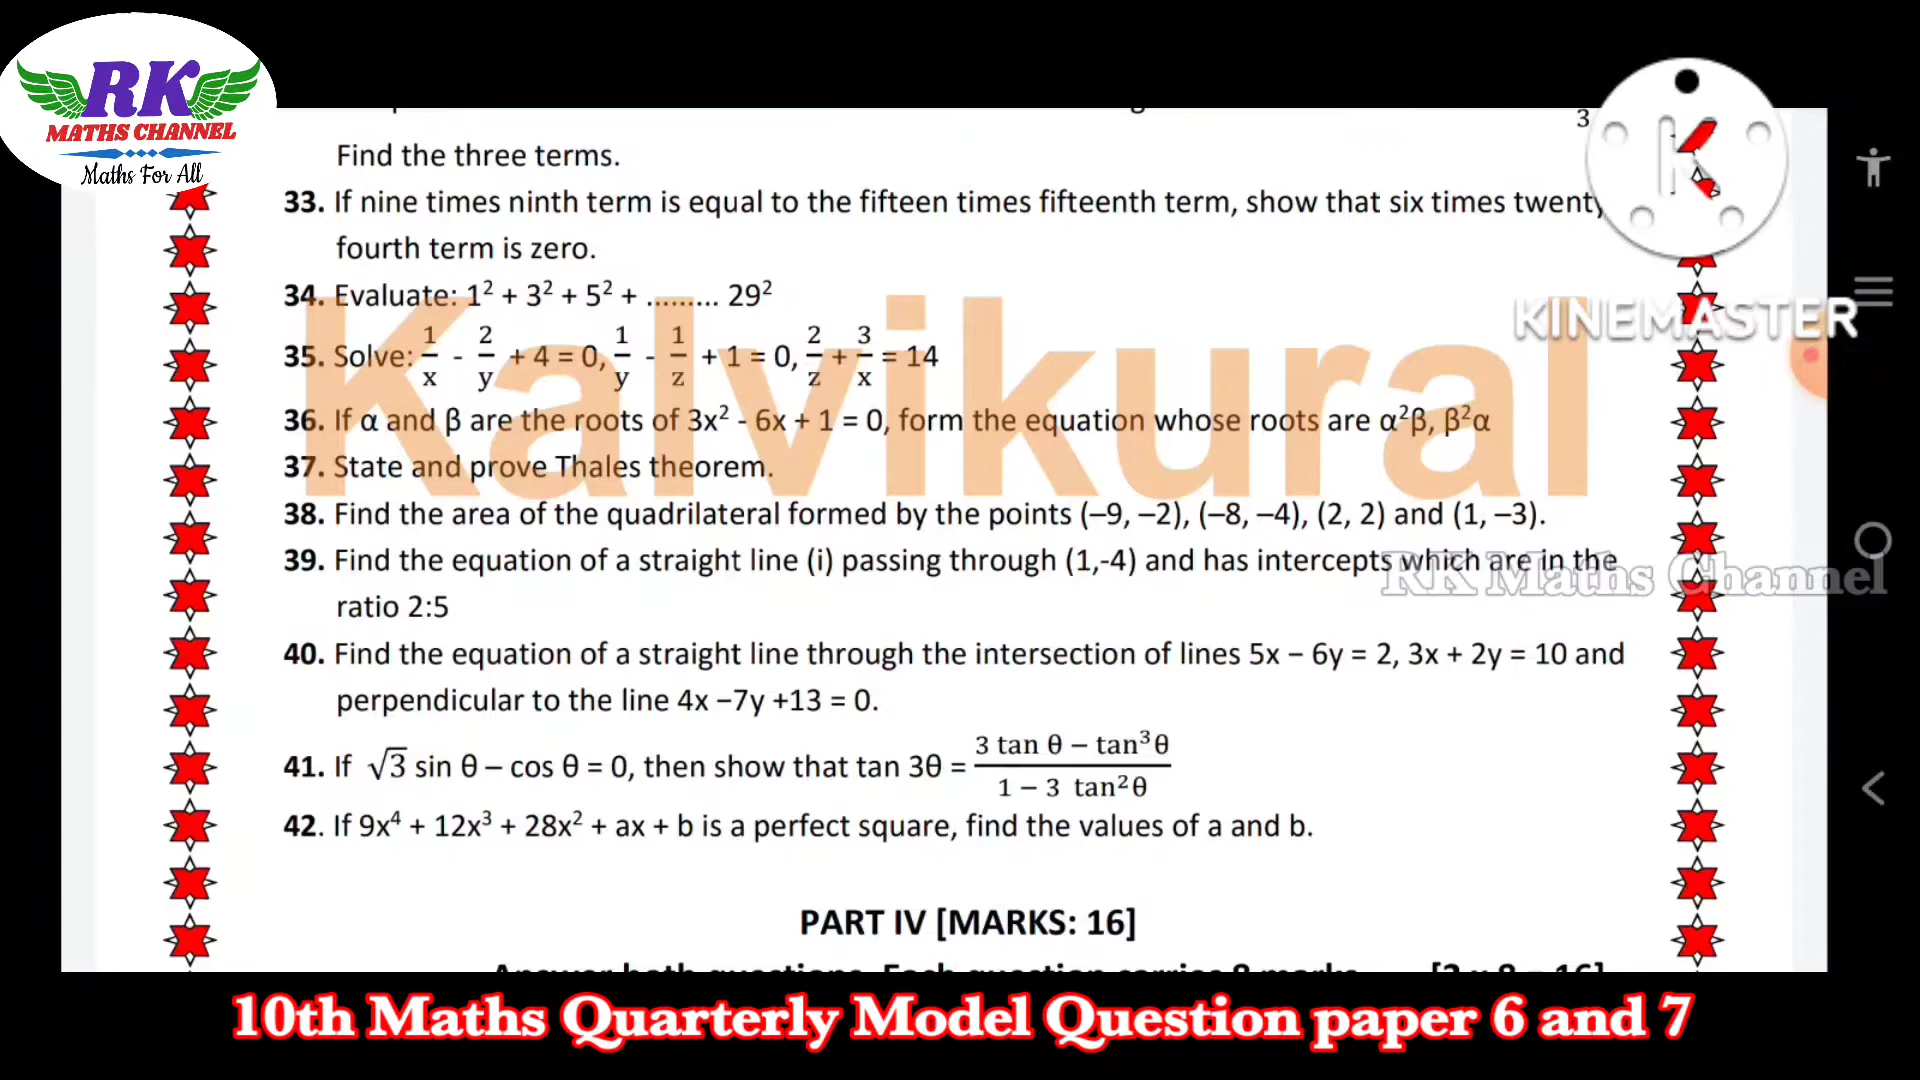 RK
MATHS CHANNEL
Maths For All
3
K
Find the three terms.
33. If nine times ninth term is equal to the fifteen times fifteenth term, show that six times twenty
fourth term is zero.
34. Evaluate: 1² + 3² + 5² + ......... 29²
KINEMASTER
35. Solve: 1/x - 2/y + 4 = 0, 1/y - 1/z + 1 = 0, 2/z + 3/x = 14
Kalvikural
36. If α and β are the roots of 3x² - 6x + 1 = 0, form the equation whose roots are α²β, β²α
37. State and prove Thales theorem.
38. Find the area of the quadrilateral formed by the points (–9, –2), (–8, –4), (2, 2) and (1, –3).
39. Find the equation of a straight line (i) passing through (1,-4) and has intercepts which are in the
RK Maths Channel
ratio 2:5
40. Find the equation of a straight line through the intersection of lines 5x − 6y = 2, 3x + 2y = 10 and
perpendicular to the line 4x −7y +13 = 0.
41. If √3 sin θ – cos θ = 0, then show that tan 3θ = (3 tan θ − tan³θ)/(1 − 3 tan²θ)
42. If 9x⁴ + 12x³ + 28x² + ax + b is a perfect square, find the values of a and b.
PART IV [MARKS: 16]
10th Maths Quarterly Model Question paper 6 and 7